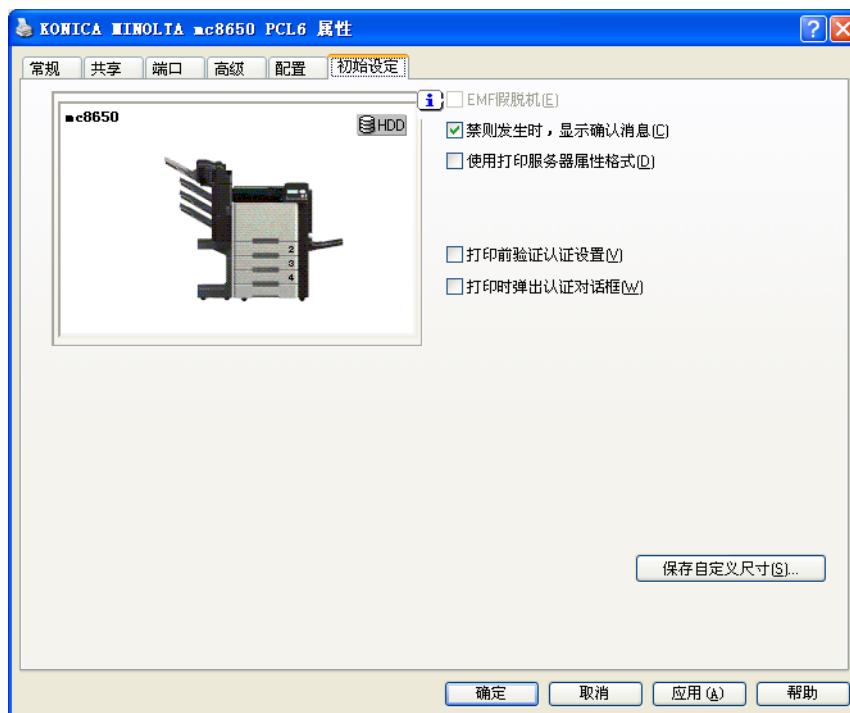 KONICA MINOLTA mc8650 PCL6 属性
常规 共享 端口 高级 配置 初始设定
mc8650
HDD
2
3
4
EMF假脱机(E)
禁则发生时，显示确认消息(C)
使用打印服务器属性格式(D)
打印前验证认证设置(V)
打印时弹出认证对话框(W)
保存自定义尺寸(S)...
确定 取消 应用(A) 帮助